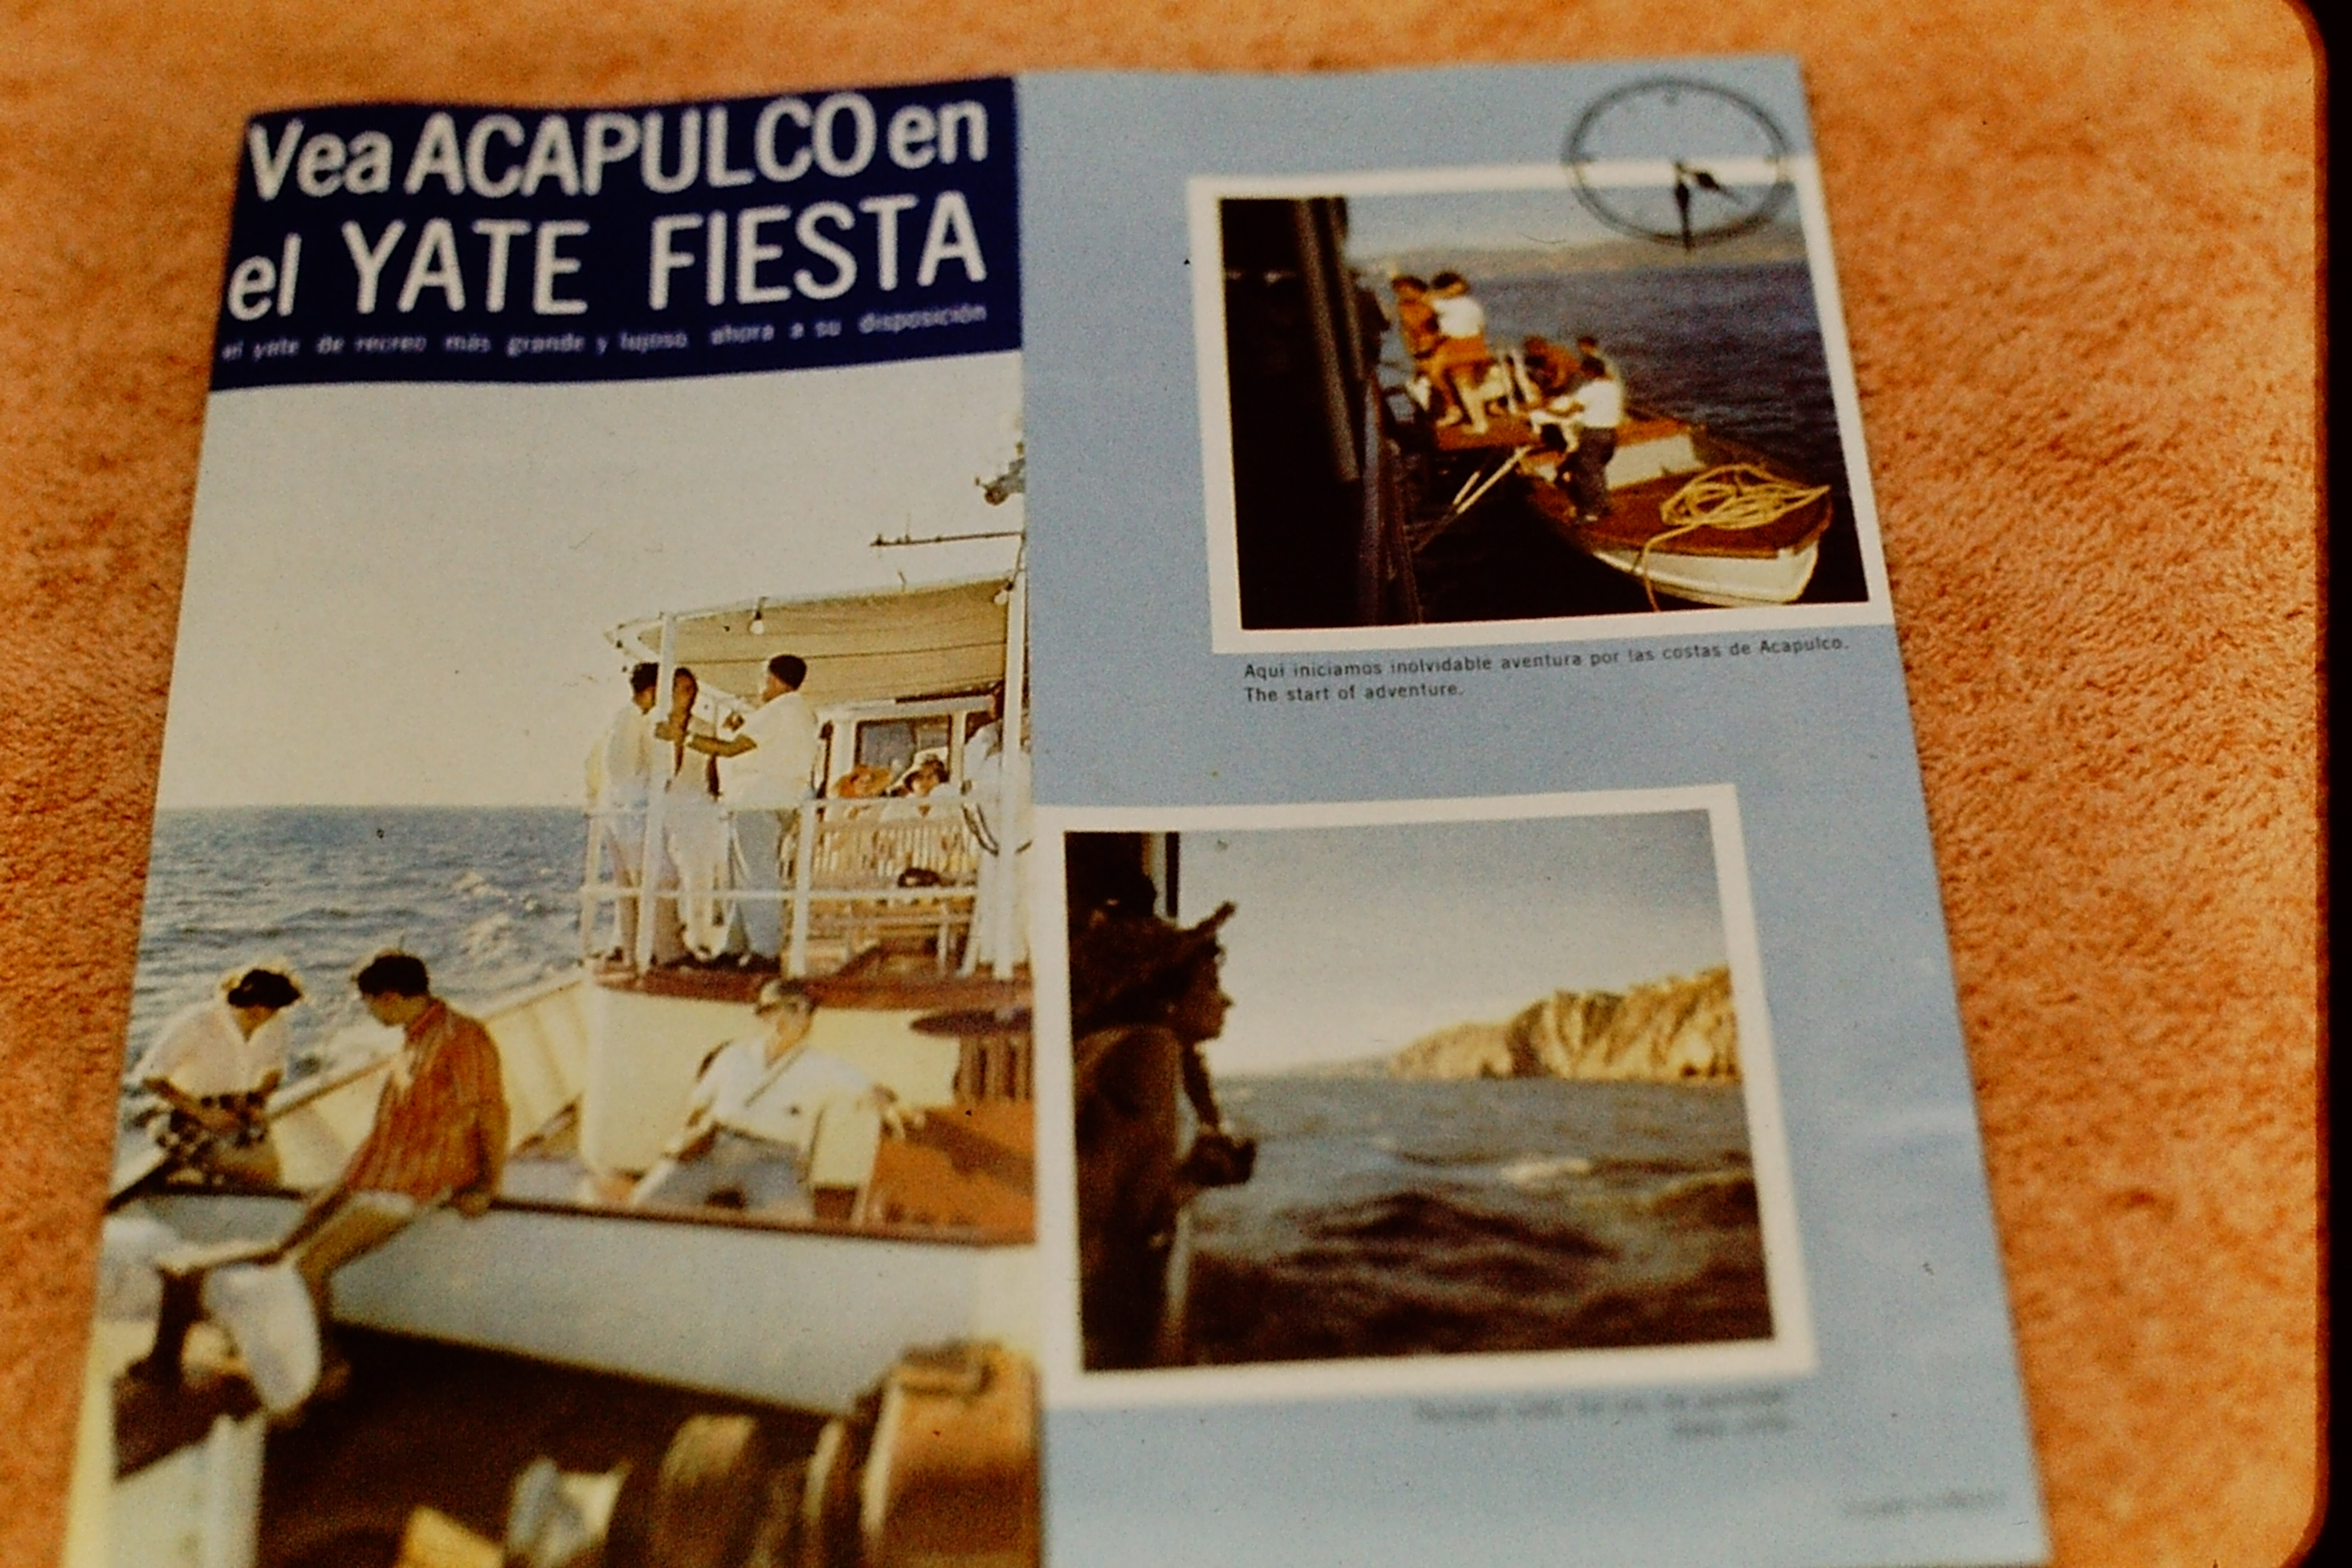 Vea ACAPULCO en
el YATE FIESTA
el yate de recreo más grande y lujoso ahora a su disposición
Aquí iniciamos inolvidable aventura por las costas de Acapulco.
The start of adventure.